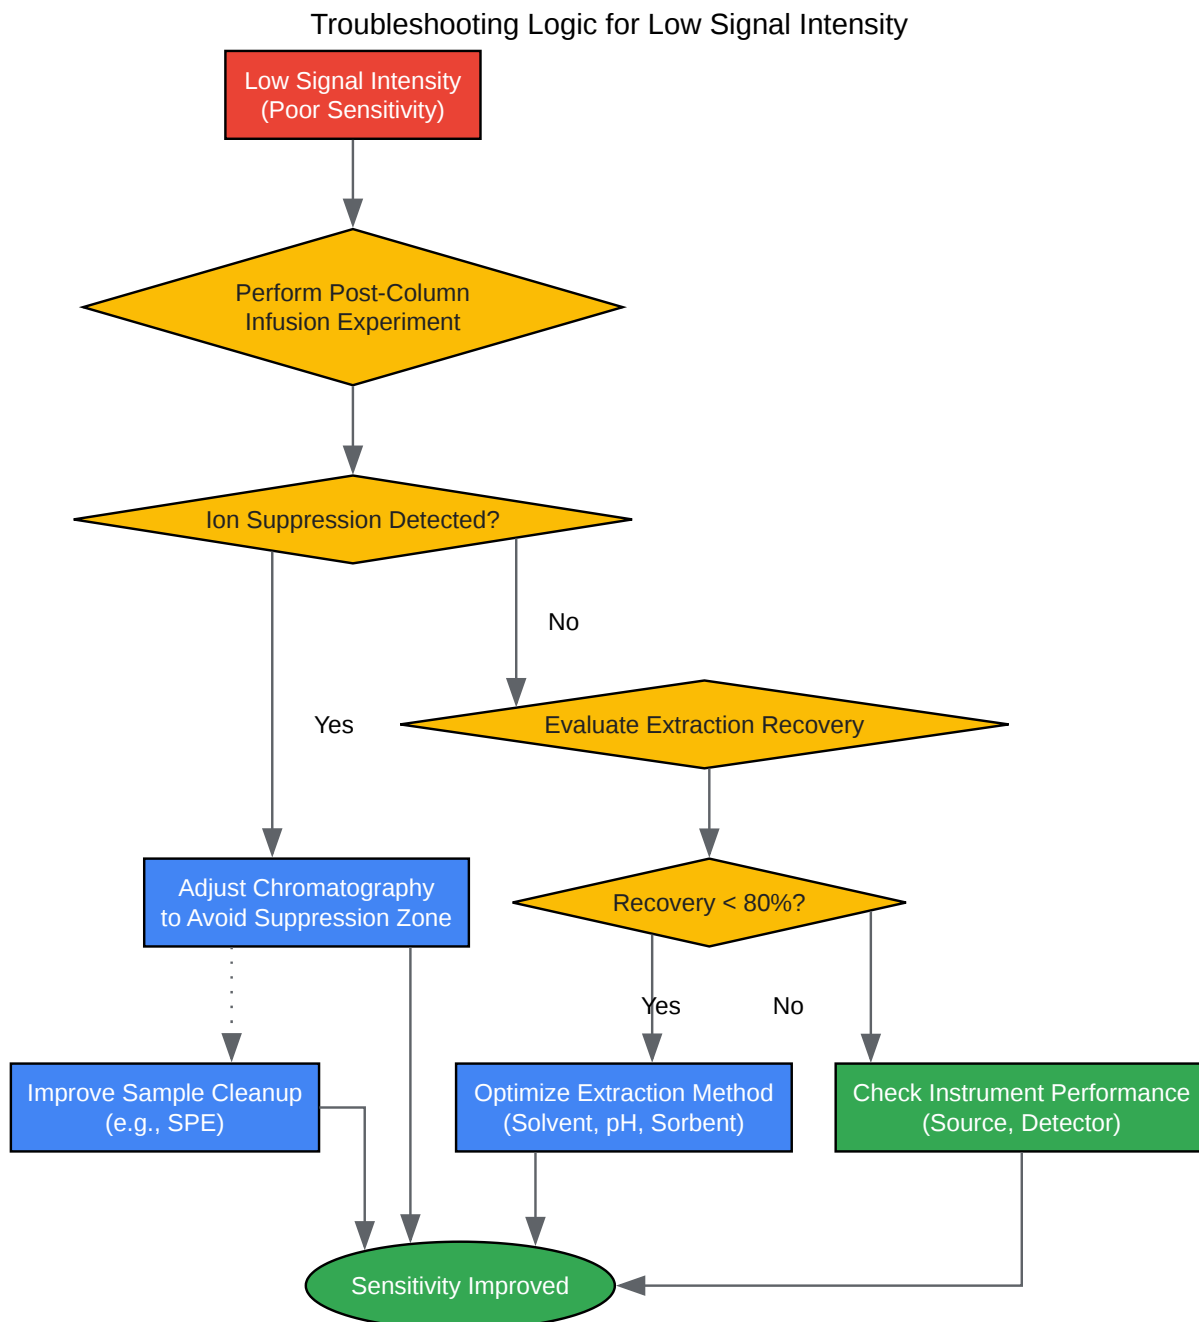 Troubleshooting Logic for Low Signal Intensity
Low Signal Intensity
(Poor Sensitivity)
Perform Post-Column
Infusion Experiment
Ion Suppression Detected?
No
Yes
Evaluate Extraction Recovery
Adjust Chromatography
to Avoid Suppression Zone
Recovery < 80%?
Yes
No
Improve Sample Cleanup
(e.g., SPE)
Optimize Extraction Method
(Solvent, pH, Sorbent)
Check Instrument Performance
(Source, Detector)
Sensitivity Improved